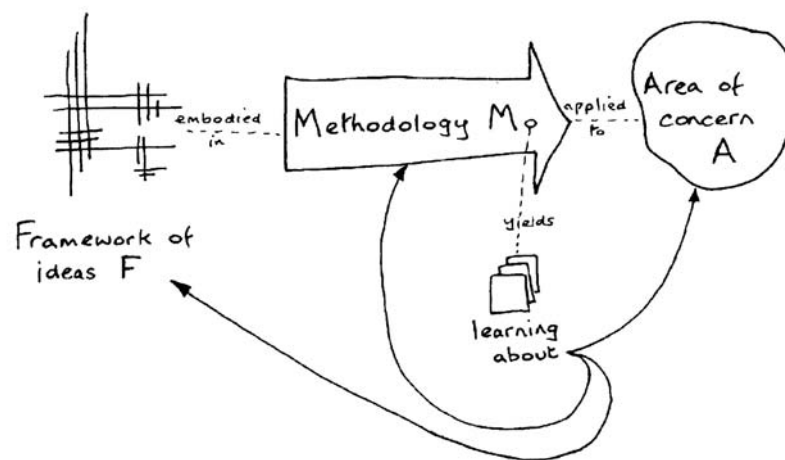 Framework of
ideas F
embodied
in
Methodology M
applied
to
Area of
concern
A
yields
learning
about